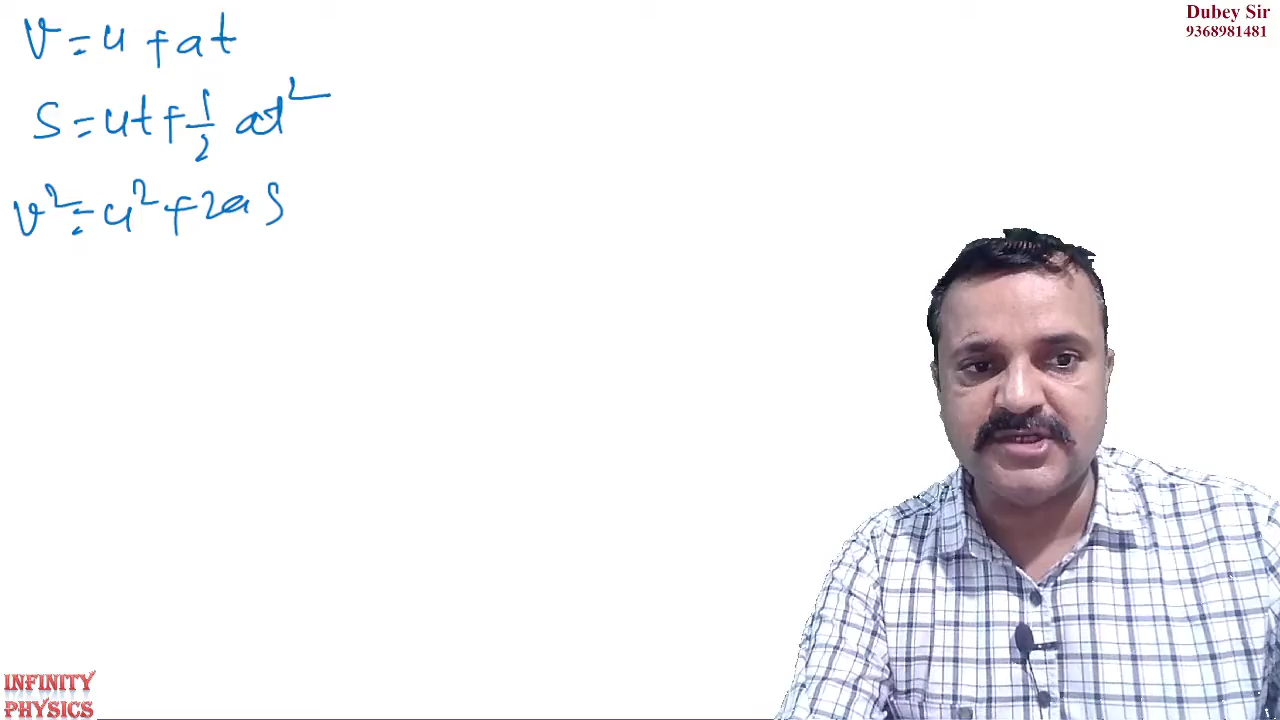 Dubey Sir
9368981481
v = u + at
s = ut + 1/2 at²
v² = u² + 2as
INFINITY
PHYSICS